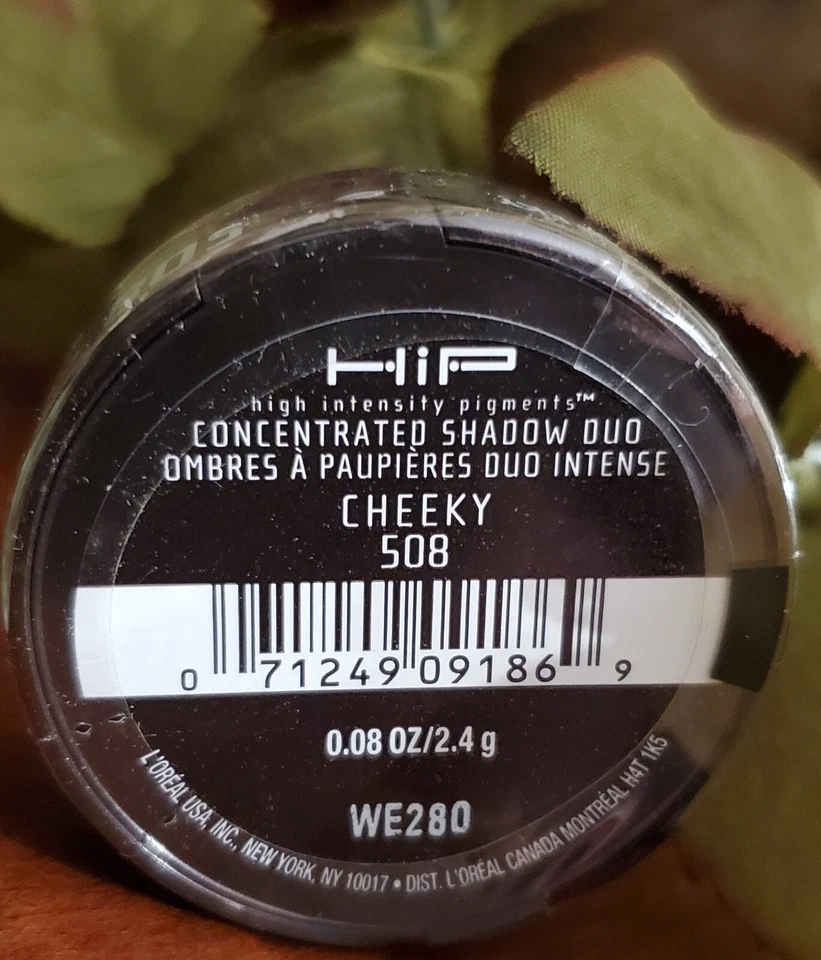 HiP
high intensity pigments™
CONCENTRATED SHADOW DUO
OMBRES À PAUPIÈRES DUO INTENSE
CHEEKY
508
0 71249 09186 9
0.08 OZ/2.4 g
WE280
L'ORÉAL USA, INC., NEW YORK, NY 10017 • DIST. L'ORÉAL CANADA MONTRÉAL H4T 1K5